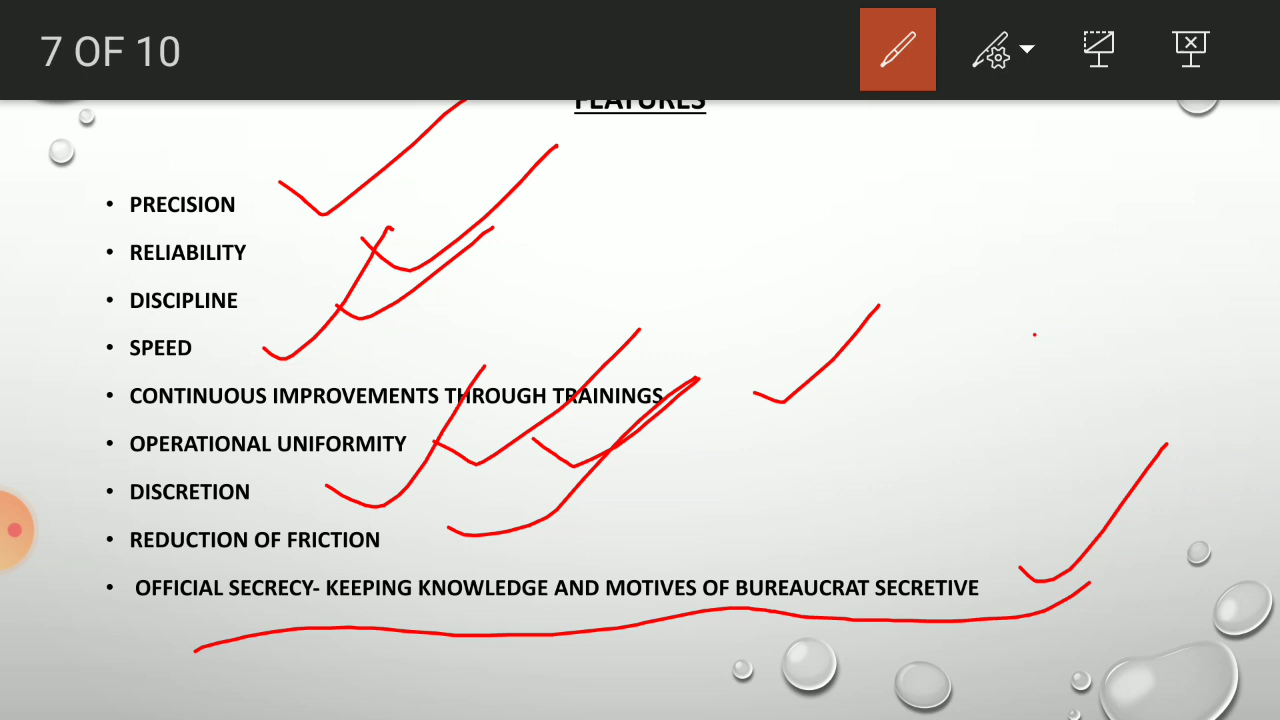 7 OF 10
FEATURES
• PRECISION
• RELIABILITY
• DISCIPLINE
• SPEED
• CONTINUOUS IMPROVEMENTS THROUGH TRAININGS
• OPERATIONAL UNIFORMITY
• DISCRETION
• REDUCTION OF FRICTION
• OFFICIAL SECRECY- KEEPING KNOWLEDGE AND MOTIVES OF BUREAUCRAT SECRETIVE